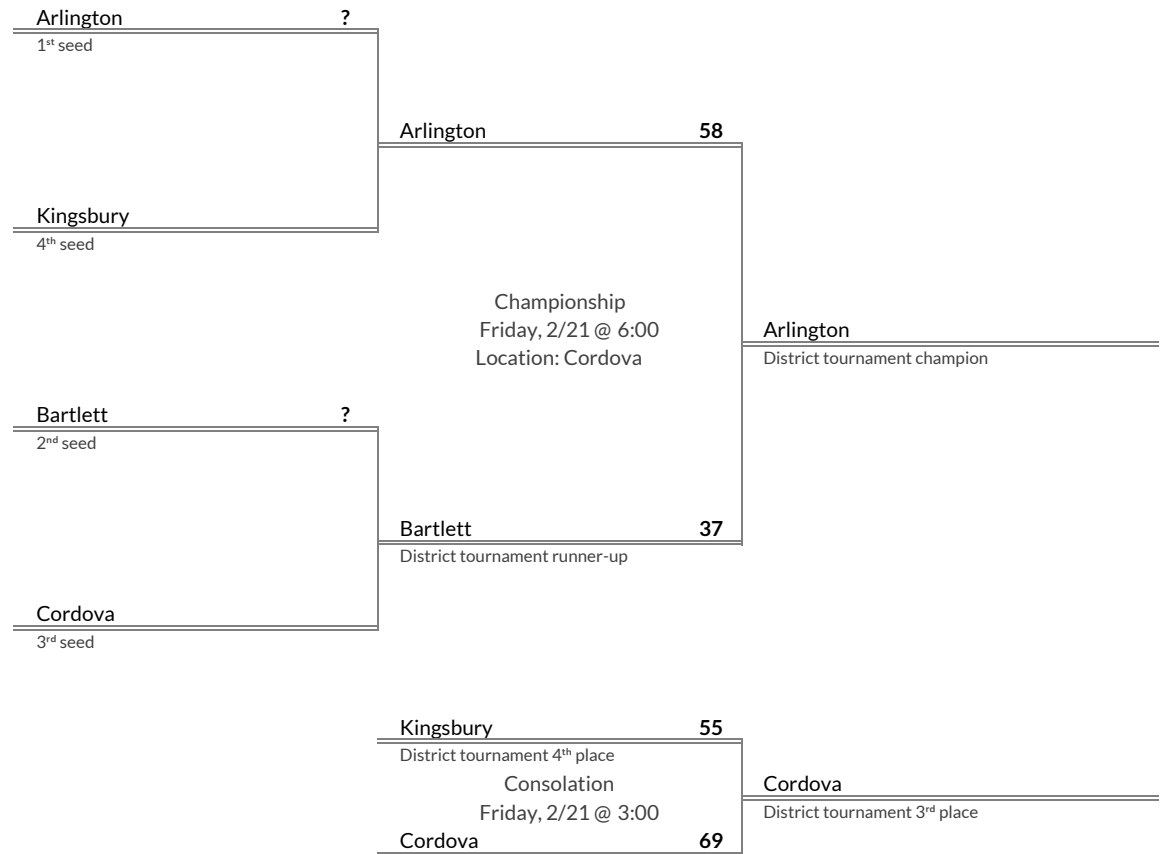 Arlington ?
1st seed
Arlington 58
Kingsbury
4th seed
Championship
Friday, 2/21 @ 6:00
Location: Cordova
Arlington
District tournament champion
Bartlett ?
2nd seed
Bartlett 37
District tournament runner-up
Cordova
3rd seed
Kingsbury 55
District tournament 4th place
Consolation
Friday, 2/21 @ 3:00
Cordova
District tournament 3rd place
Cordova 69